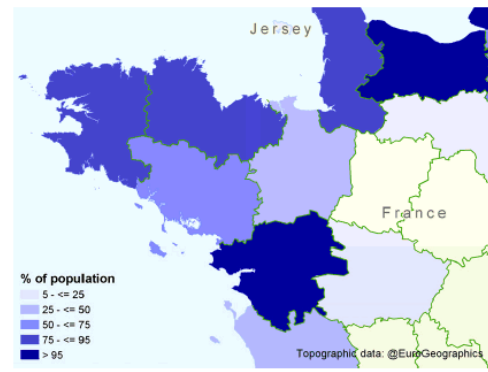 Jersey
France
% of population
5 - <= 25
25 - <= 50
50 - <= 75
75 - <= 95
> 95
Topographic data: @EuroGeographics